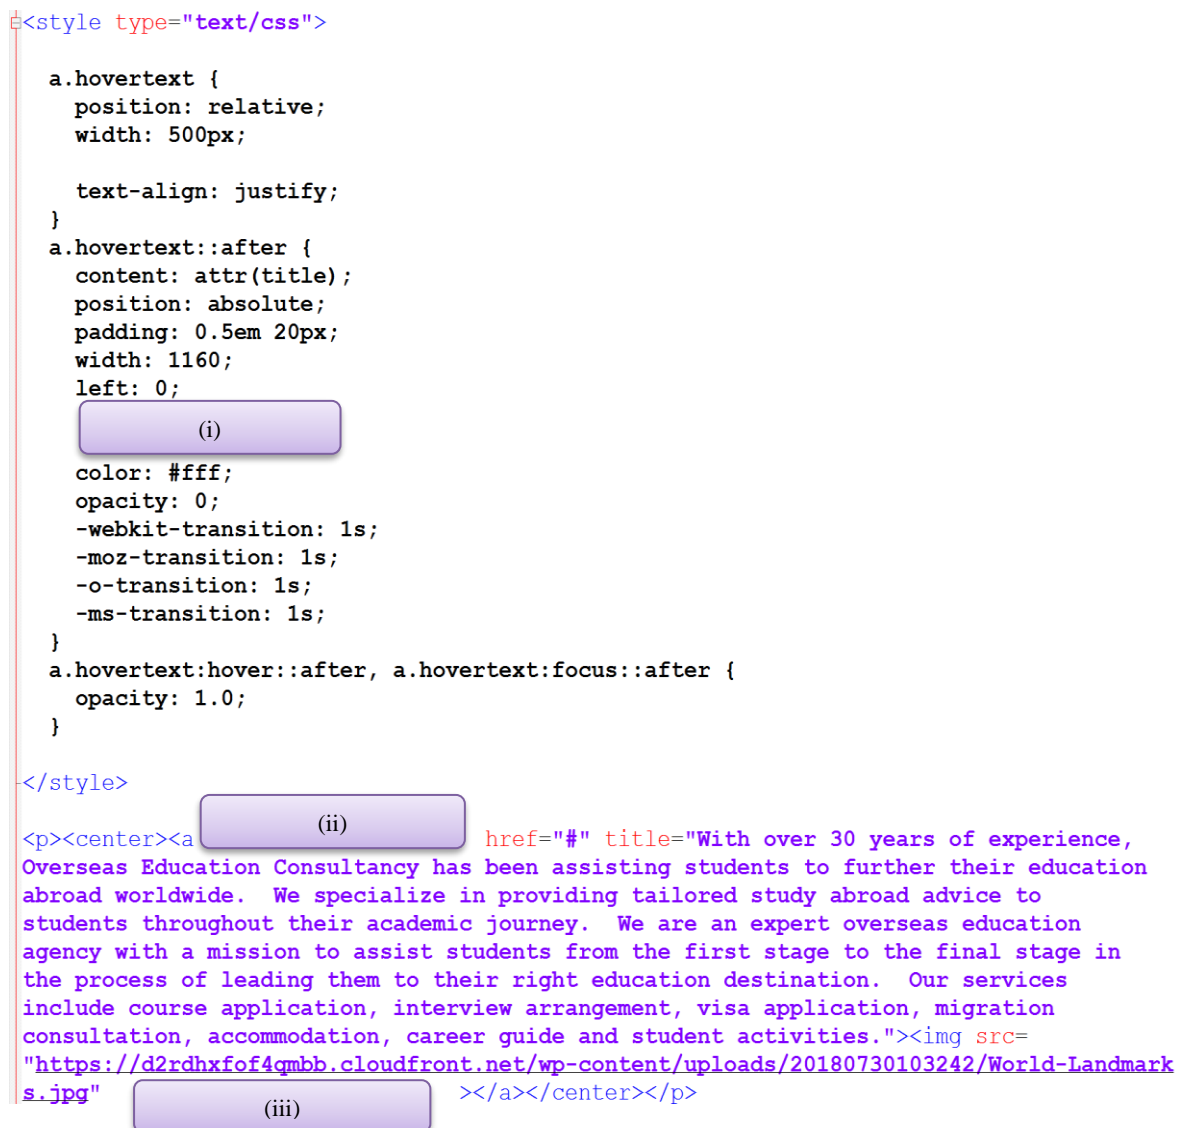 <style type="text/css">
a.hovertext {
position: relative;
width: 500px;
text-align: justify;
}
a.hovertext::after {
content: attr(title);
position: absolute;
padding: 0.5em 20px;
width: 1160;
left: 0;
(i)
color: #fff;
opacity: 0;
-webkit-transition: 1s;
-moz-transition: 1s;
-o-transition: 1s;
-ms-transition: 1s;
}
a.hovertext:hover::after, a.hovertext:focus::after {
opacity: 1.0;
}
</style>
<p><center><a (ii) href="#" title="With over 30 years of experience,
Overseas Education Consultancy has been assisting students to further their education
abroad worldwide.  We specialize in providing tailored study abroad advice to
students throughout their academic journey.  We are an expert overseas education
agency with a mission to assist students from the first stage to the final stage in
the process of leading them to their right education destination.  Our services
include course application, interview arrangement, visa application, migration
consultation, accommodation, career guide and student activities."><img src=
"https://d2rdhxfof4qmbb.cloudfront.net/wp-content/uploads/20180730103242/World-Landmark
s.jpg" (iii) ></a></center></p>